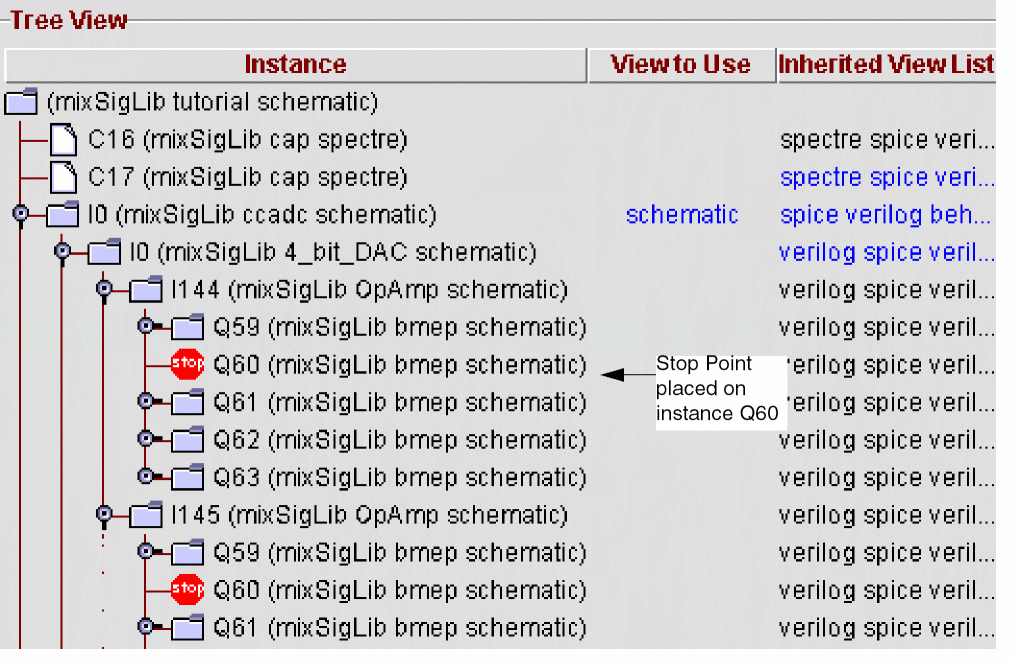 Tree View
Instance View to Use Inherited View List
(mixSigLib tutorial schematic)
C16 (mixSigLib cap spectre) spectre spice veri...
C17 (mixSigLib cap spectre) spectre spice veri...
I0 (mixSigLib ccadc schematic) schematic spice verilog beh...
I0 (mixSigLib 4_bit_DAC schematic) verilog spice veril...
I144 (mixSigLib OpAmp schematic) verilog spice veril...
Q59 (mixSigLib bmep schematic) verilog spice veril...
stop Q60 (mixSigLib bmep schematic) verilog spice veril...
Stop Point
placed on
instance Q60
Q61 (mixSigLib bmep schematic) verilog spice veril...
Q62 (mixSigLib bmep schematic) verilog spice veril...
Q63 (mixSigLib bmep schematic) verilog spice veril...
I145 (mixSigLib OpAmp schematic) verilog spice veril...
Q59 (mixSigLib bmep schematic) verilog spice veril...
stop Q60 (mixSigLib bmep schematic) verilog spice veril...
Q61 (mixSigLib bmep schematic) verilog spice veril...